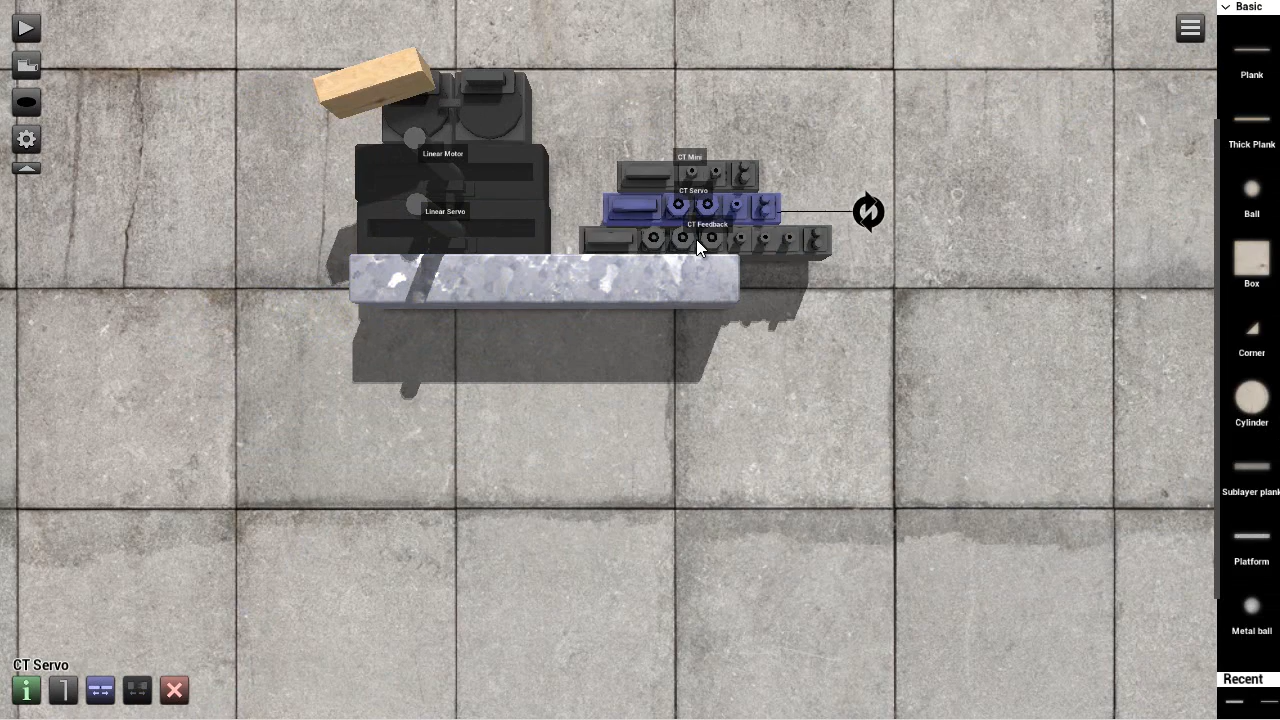 Basic
Plank
Thick Plank
Ball
Box
Corner
Cylinder
Sublayer plank
Platform
Metal ball
Recent
Linear Motor
Linear Servo
CT Mini
CT Servo
CT Feedback
CT Servo